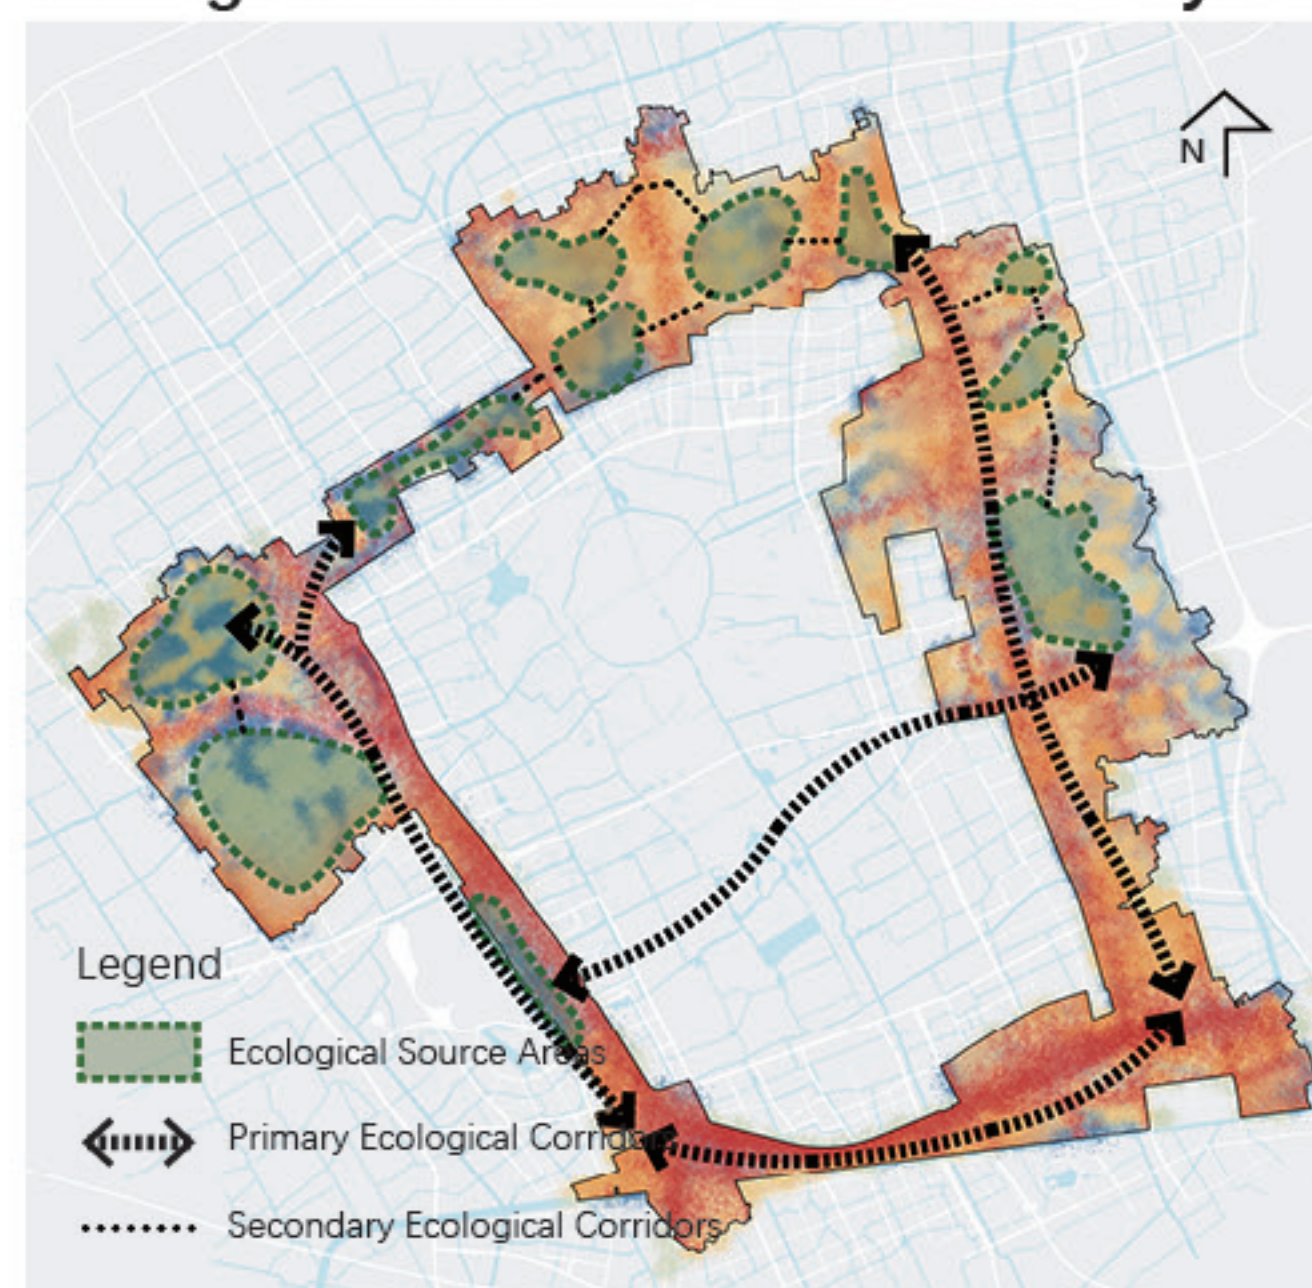 N
Legend
Ecological Source Areas
Primary Ecological Corridors
Secondary Ecological Corridors